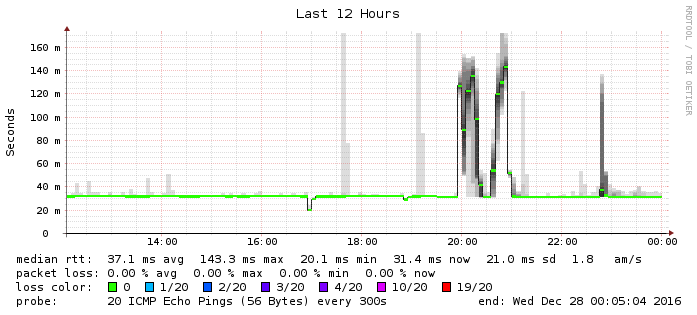 Last 12 Hours
RRDTOOL / TOBI OETIKER
Seconds
160 m
140 m
120 m
100 m
80 m
60 m
40 m
20 m
0
14:00 16:00 18:00 20:00 22:00 00:00
median rtt: 37.1 ms avg 143.3 ms max 20.1 ms min 31.4 ms now 21.0 ms sd 1.8 am/s
packet loss: 0.00 % avg 0.00 % max 0.00 % min 0.00 % now
loss color: 0 1/20 2/20 3/20 4/20 10/20 19/20
probe: 20 ICMP Echo Pings (56 Bytes) every 300s end: Wed Dec 28 00:05:04 2016